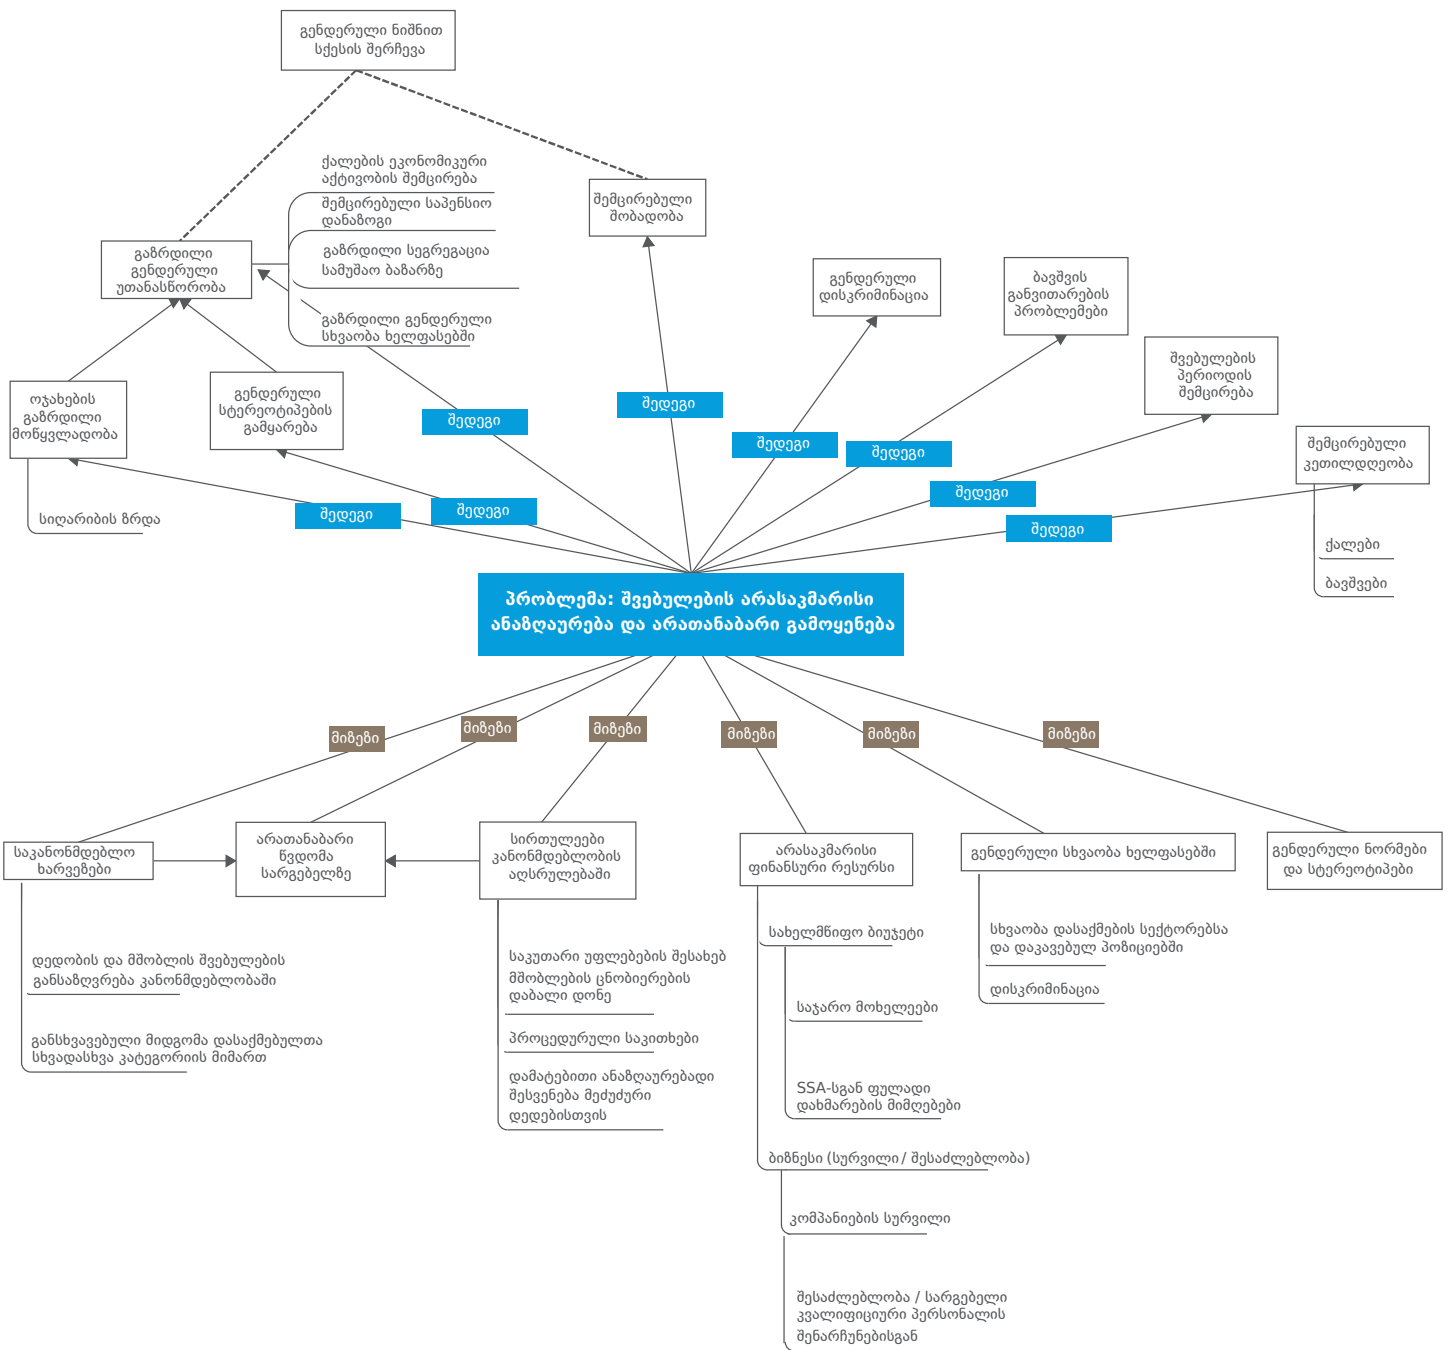 გენდერული ნიშნით
სქესის შერჩევა
ქალების ეკონომიკური
აქტივობის შემცირება
შემცირებული საპენსიო
დანაზოგი
გაზრდილი სეგრეგაცია
სამუშაო ბაზარზე
გაზრდილი გენდერული
სხვაობა ხელფასებში
შემცირებული
შობადობა
გაზრდილი
გენდერული
უთანასწორობა
გენდერული
დისკრიმინაცია
ბავშვის
განვითარების
პრობლემები
შვებულების
პერიოდის
შემცირება
შემცირებული
კეთილდღეობა
ქალები
ბავშვები
ოჯახების
გაზრდილი
მოწყვლადობა
სიღარიბის ზრდა
გენდერული
სტერეოტიპების
გამყარება
შედეგი
შედეგი
შედეგი
შედეგი
შედეგი
შედეგი
შედეგი
შედეგი
პრობლემა: შვებულების არასაკმარისი
ანაზღაურება და არათანაბარი გამოყენება
მიზეზი
მიზეზი
მიზეზი
მიზეზი
მიზეზი
მიზეზი
საკანონმდებლო
ხარვეზები
დედობის და მშობლის შვებულების
განსაზღვრება კანონმდებლობაში
განსხვავებული მიდგომა დასაქმებულთა
სხვადასხვა კატეგორიის მიმართ
არათანაბარი
წვდომა
სარგებელზე
სირთულეები
კანონმდებლობის
აღსრულებაში
საკუთარი უფლებების შესახებ
მშობლების ცნობიერების
დაბალი დონე
პროცედურული საკითხები
დამატებითი ანაზღაურებადი
შესვენება მეძუძური
დედებისთვის
არასაკმარისი
ფინანსური რესურსი
სახელმწიფო ბიუჯეტი
საჯარო მოხელეები
SSA-სგან ფულადი
დახმარების მიმღებები
ბიზნესი (სურვილი / შესაძლებლობა)
კომპანიების სურვილი
შესაძლებლობა / სარგებელი
კვალიფიციური პერსონალის
შენარჩუნებისგან
გენდერული სხვაობა ხელფასებში
სხვაობა დასაქმების სექტორებსა
და დაკავებულ პოზიციებში
დისკრიმინაცია
გენდერული ნორმები
და სტერეოტიპები